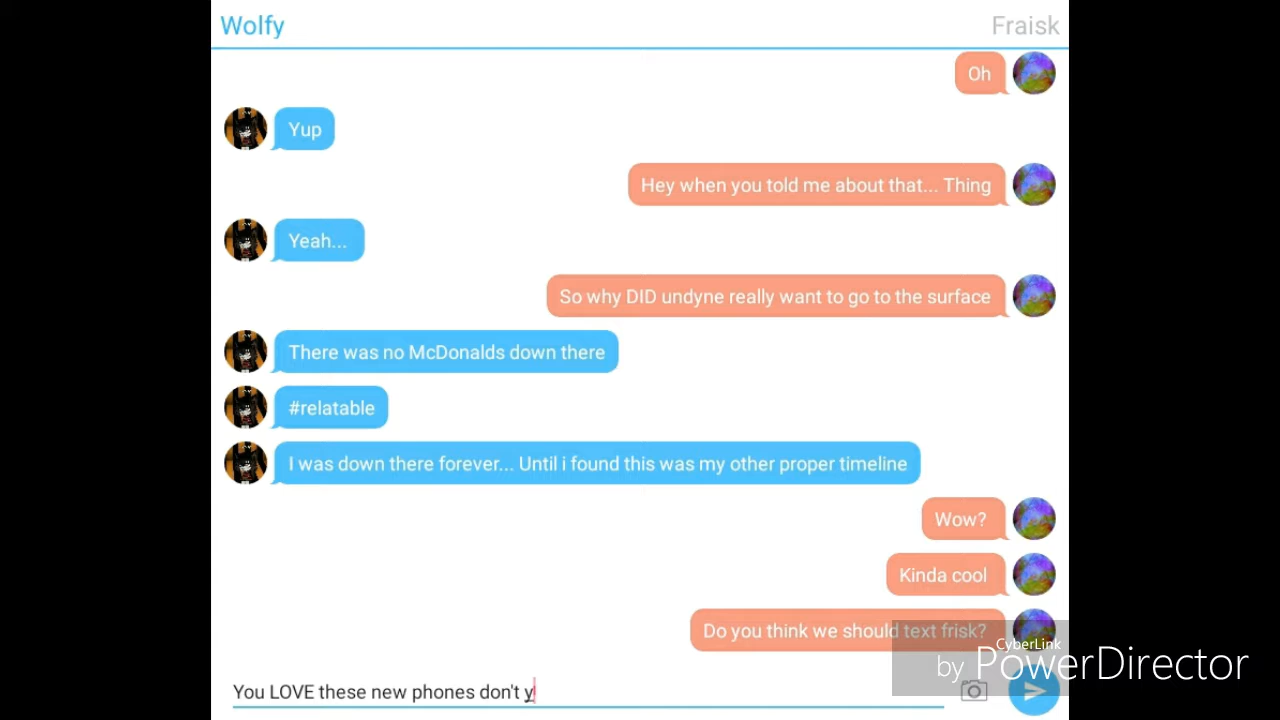 Wolfy
Fraisk
Oh
Yup
Hey when you told me about that... Thing
Yeah...
So why DID undyne really want to go to the surface
There was no McDonalds down there
#relatable
I was down there forever... Until i found this was my other proper timeline
Wow?
Kinda cool
Do you think we should text frisk?
CyberLink
by PowerDirector
You LOVE these new phones don't y